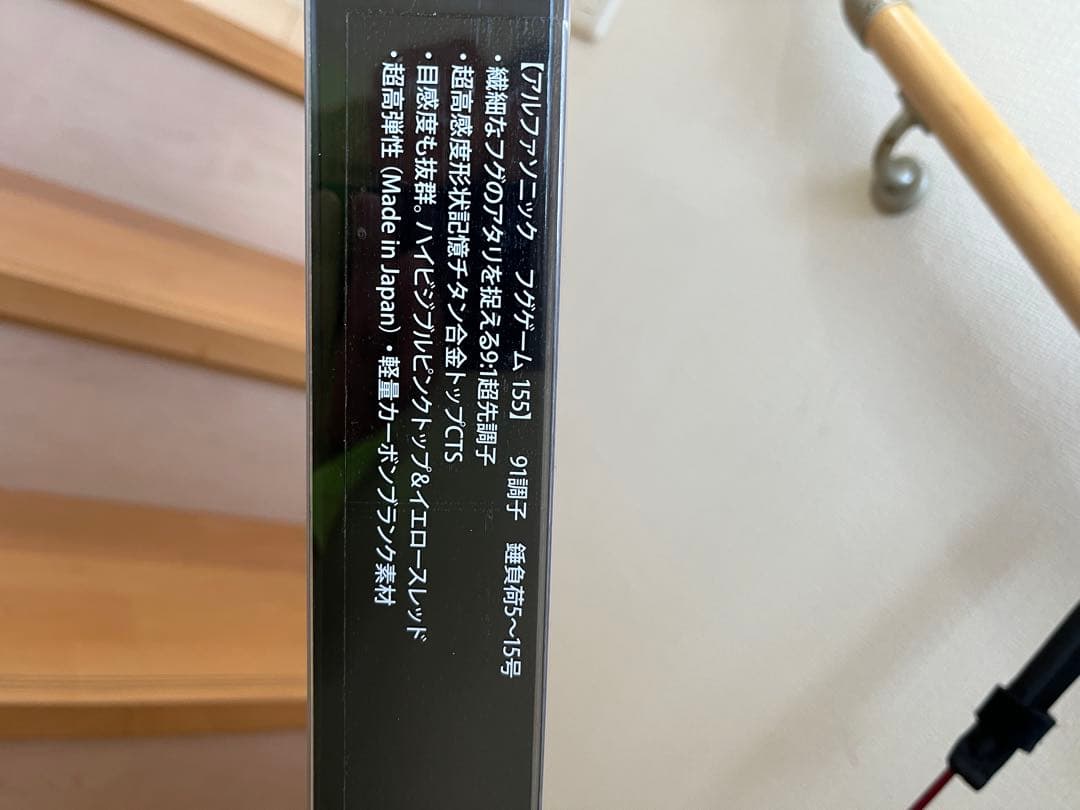 【アルファソニック　フグゲーム 155】　91調子　錘負荷5～15号
・繊細なフグのアタリを捉える9:1超先調子
・超高感度形状記憶チタン合金トップCTS
・目感度も抜群。ハイビジブルピンクトップ&イエロースレッド
・超高弾性（Made in Japan）・軽量カーボンブランク素材